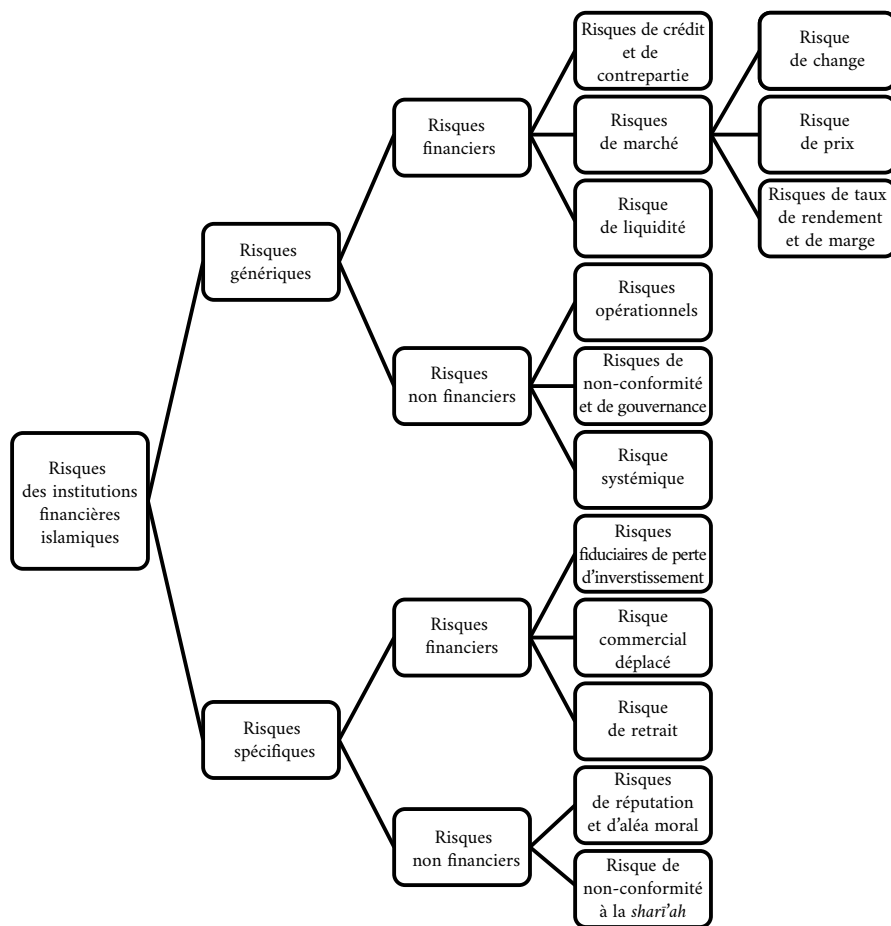 Risques
des institutions
financières
islamiques
Risques
génériques
Risques
financiers
Risques de crédit
et de
contrepartie
Risques
de marché
Risque
de change
Risque
de prix
Risques de taux
de rendement
et de marge
Risque
de liquidité
Risques
non financiers
Risques
opérationnels
Risques de
non-conformité
et de gouvernance
Risque
systémique
Risques
spécifiques
Risques
financiers
Risques
fiduciaires de perte
d’inverstissement
Risque
commercial
déplacé
Risque
de retrait
Risques
non financiers
Risques
de réputation
et d’aléa moral
Risque de
non-conformité
à la sharī’ah